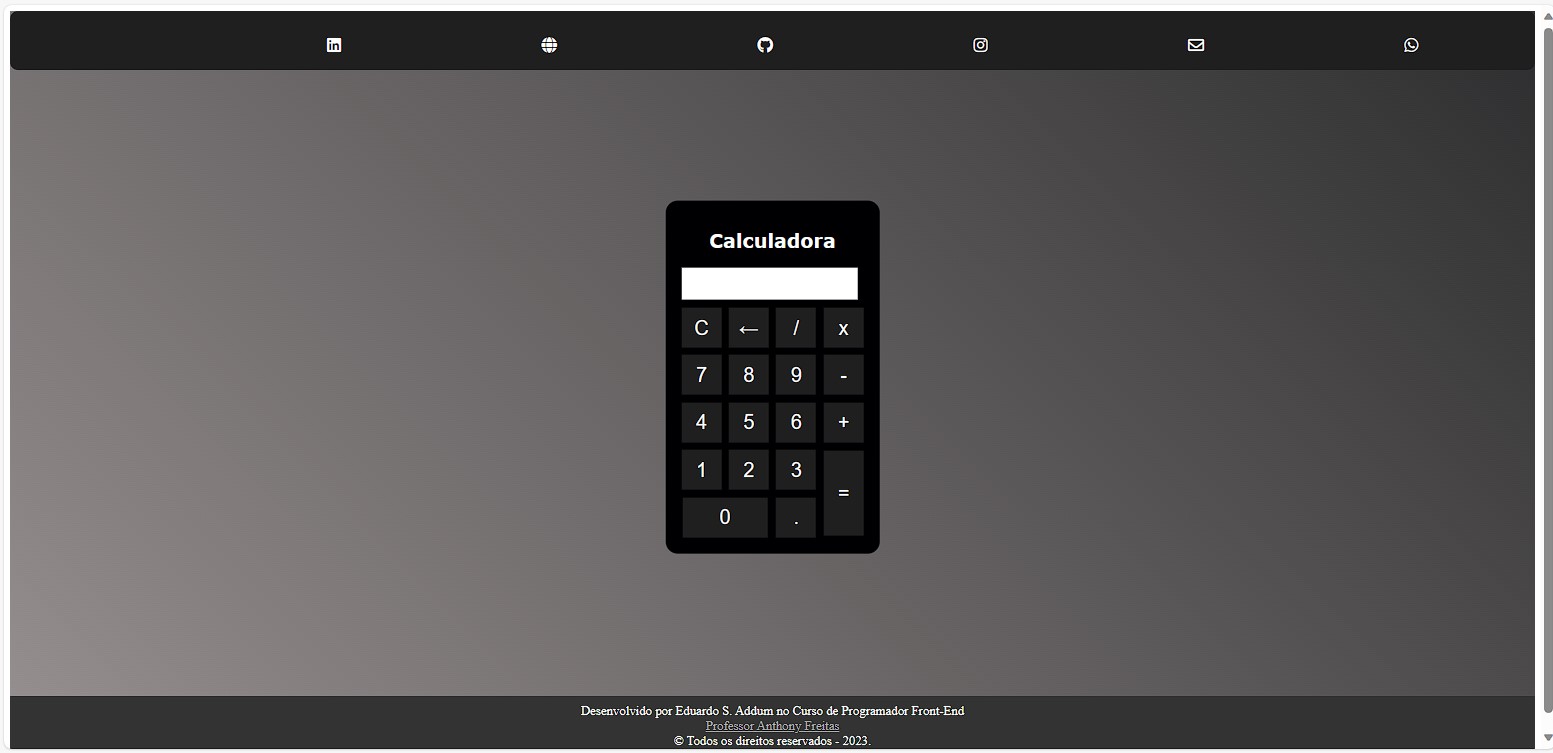 Calculadora
C ← / x
7 8 9 -
4 5 6 +
1 2 3
=
0 .
Desenvolvido por Eduardo S. Addum no Curso de Programador Front-End
Professor Anthony Freitas
© Todos os direitos reservados - 2023.